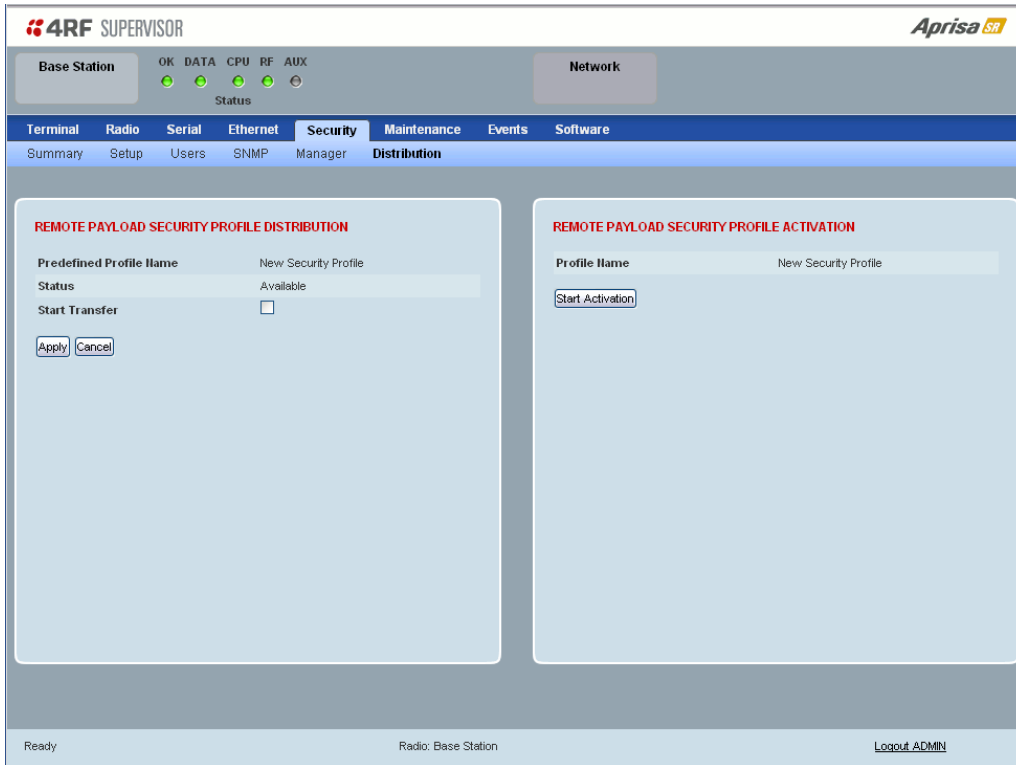 4RF SUPERVISOR
Aprisa SR
Base Station
OK DATA CPU RF AUX
Status
Network
Terminal Radio Serial Ethernet Security Maintenance Events Software
Summary Setup Users SNMP Manager Distribution
REMOTE PAYLOAD SECURITY PROFILE DISTRIBUTION
Predefined Profile Name New Security Profile
Status Available
Start Transfer
Apply Cancel
REMOTE PAYLOAD SECURITY PROFILE ACTIVATION
Profile Name New Security Profile
Start Activation
Ready Radio: Base Station Logout ADMIN